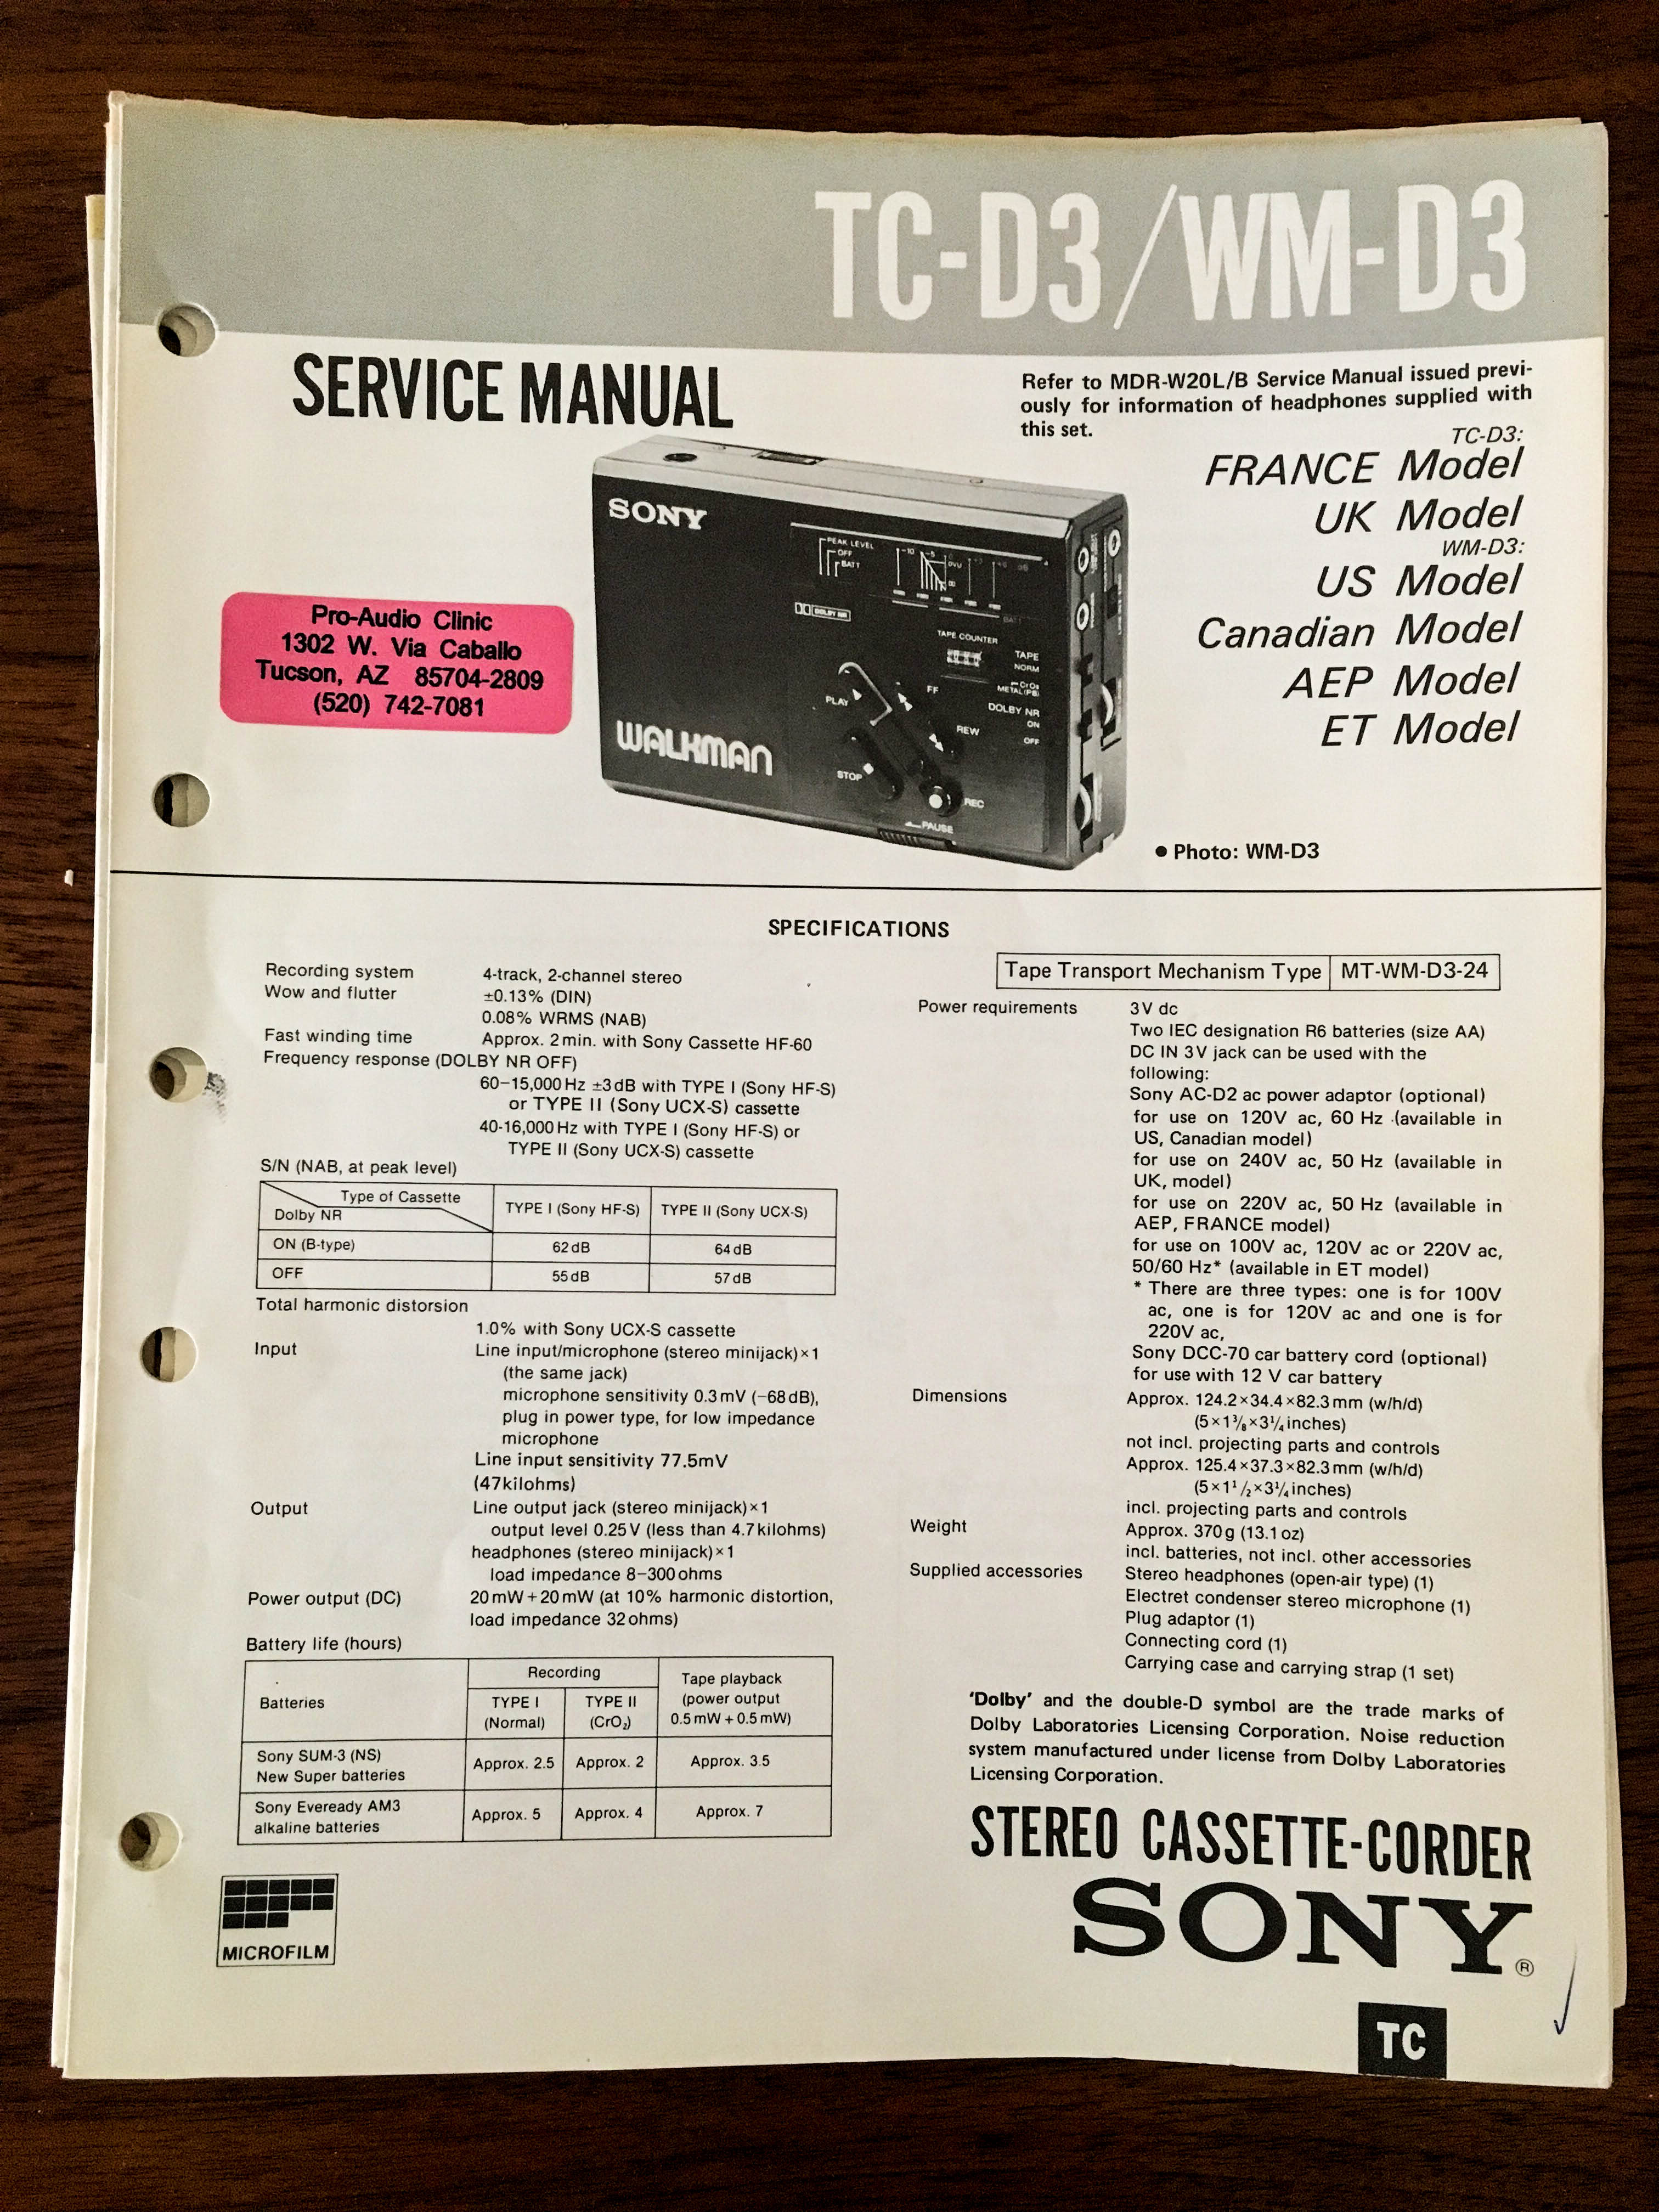 TC-D3/WM-D3
SERVICE MANUAL
Refer to MDR-W20L/B Service Manual issued previ-
ously for information of headphones supplied with
this set.
TC-D3:
FRANCE Model
UK Model
WM-D3:
US Model
Canadian Model
AEP Model
ET Model
Pro-Audio Clinic
1302 W. Via Caballo
Tucson, AZ 85704-2809
(520) 742-7081
SONY
PEAK LEVEL
OFF
BATT
DOLBY NR
TAPE COUNTER
TAPE
NORM
CrO2
METAL(PB)
DOLBY NR
ON
OFF
PLAY
FF
REW
STOP
REC
PAUSE
WALKMAN
● Photo: WM-D3
SPECIFICATIONS
Recording system 4-track, 2-channel stereo
Wow and flutter ±0.13% (DIN)
0.08% WRMS (NAB)
Fast winding time Approx. 2 min. with Sony Cassette HF-60
Frequency response (DOLBY NR OFF)
60–15,000 Hz ±3 dB with TYPE I (Sony HF-S)
or TYPE II (Sony UCX-S) cassette
40-16,000 Hz with TYPE I (Sony HF-S) or
TYPE II (Sony UCX-S) cassette
S/N (NAB, at peak level)
Type of Cassette
Dolby NR
TYPE I (Sony HF-S) TYPE II (Sony UCX-S)
ON (B-type) 62 dB 64 dB
OFF 55 dB 57 dB
Total harmonic distorsion
1.0% with Sony UCX-S cassette
Input Line input/microphone (stereo minijack)×1
(the same jack)
microphone sensitivity 0.3 mV (−68 dB),
plug in power type, for low impedance
microphone
Line input sensitivity 77.5mV
(47kilohms)
Output Line output jack (stereo minijack)×1
output level 0.25 V (less than 4.7 kilohms)
headphones (stereo minijack)×1
load impedance 8–300 ohms
Power output (DC) 20 mW + 20 mW (at 10% harmonic distortion,
load impedance 32 ohms)
Battery life (hours)
Batteries
Recording
TYPE I
(Normal)
TYPE II
(CrO2)
Tape playback
(power output
0.5 mW + 0.5 mW)
Sony SUM-3 (NS)
New Super batteries
Approx. 2.5 Approx. 2 Approx. 3.5
Sony Eveready AM3
alkaline batteries
Approx. 5 Approx. 4 Approx. 7
MICROFILM
Tape Transport Mechanism Type MT-WM-D3-24
Power requirements 3 V dc
Two IEC designation R6 batteries (size AA)
DC IN 3 V jack can be used with the
following:
Sony AC-D2 ac power adaptor (optional)
for use on 120V ac, 60 Hz (available in
US, Canadian model)
for use on 240V ac, 50 Hz (available in
UK, model)
for use on 220V ac, 50 Hz (available in
AEP, FRANCE model)
for use on 100V ac, 120V ac or 220V ac,
50/60 Hz* (available in ET model)
* There are three types: one is for 100V
ac, one is for 120V ac and one is for
220V ac,
Sony DCC-70 car battery cord (optional)
for use with 12 V car battery
Dimensions Approx. 124.2×34.4×82.3 mm (w/h/d)
(5×1 3/8×3 1/4 inches)
not incl. projecting parts and controls
Approx. 125.4×37.3×82.3 mm (w/h/d)
(5×1 1/2×3 1/4 inches)
incl. projecting parts and controls
Weight Approx. 370 g (13.1 oz)
incl. batteries, not incl. other accessories
Supplied accessories Stereo headphones (open-air type) (1)
Electret condenser stereo microphone (1)
Plug adaptor (1)
Connecting cord (1)
Carrying case and carrying strap (1 set)
'Dolby' and the double-D symbol are the trade marks of
Dolby Laboratories Licensing Corporation. Noise reduction
system manufactured under license from Dolby Laboratories
Licensing Corporation.
STEREO CASSETTE-CORDER
SONY®
TC